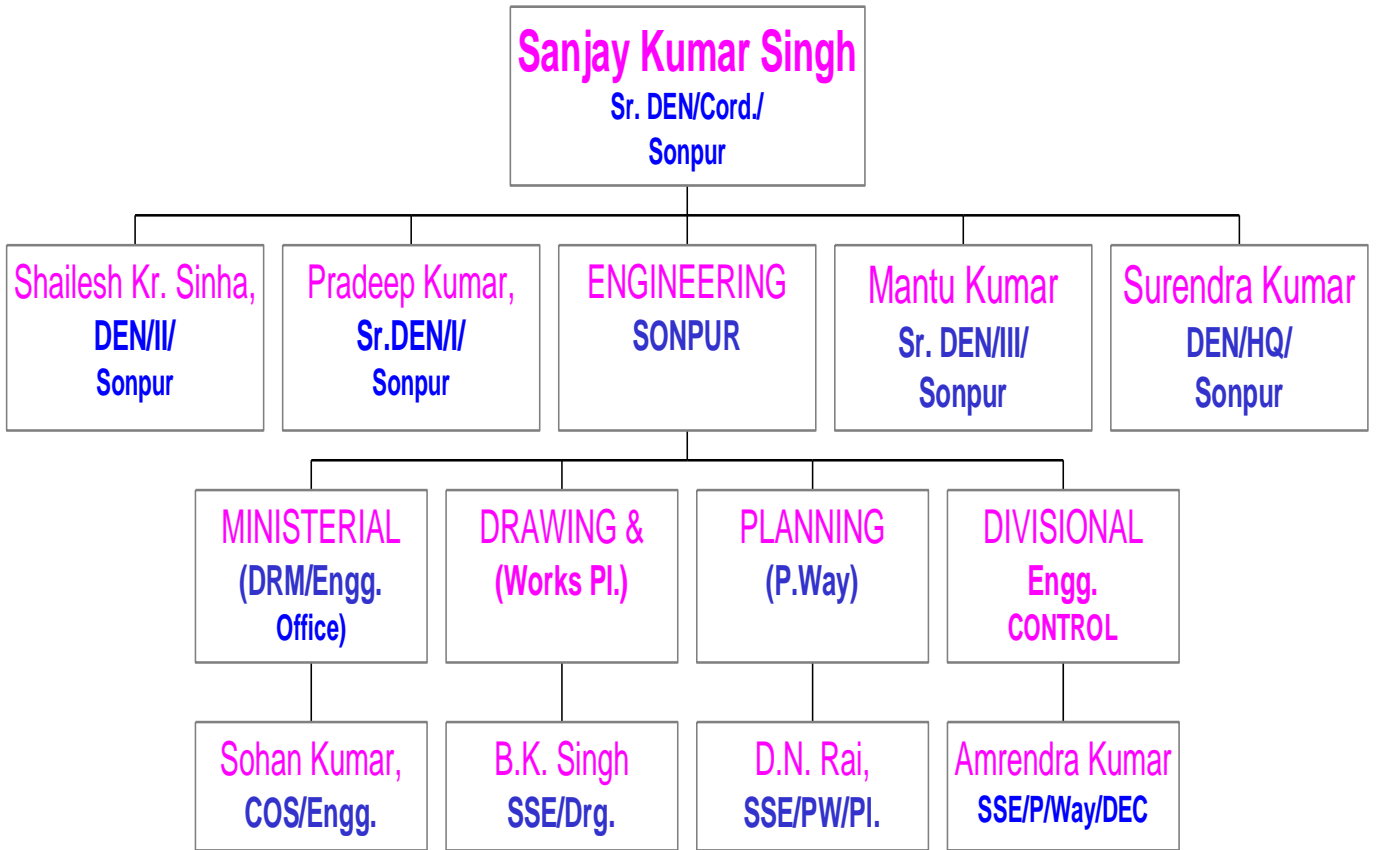 Sanjay Kumar Singh
Sr. DEN/Cord./
Sonpur
Shailesh Kr. Sinha,
DEN/II/
Sonpur
Pradeep Kumar,
Sr.DEN/I/
Sonpur
ENGINEERING
SONPUR
Mantu Kumar
Sr. DEN/III/
Sonpur
Surendra Kumar
DEN/HQ/
Sonpur
MINISTERIAL
(DRM/Engg.
Office)
DRAWING &
(Works Pl.)
PLANNING
(P.Way)
DIVISIONAL
Engg.
CONTROL
Sohan Kumar,
COS/Engg.
B.K. Singh
SSE/Drg.
D.N. Rai,
SSE/PW/Pl.
Amrendra Kumar
SSE/P/Way/DEC